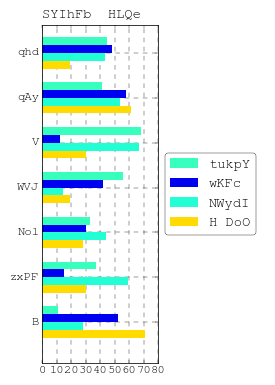 SYIhFb HLQe
qhd
qAy
V
WVJ
No1
zxPF
B
0 10 20 30 40 50 60 70 80
tukpY
wKFc
NWydI
H DoO